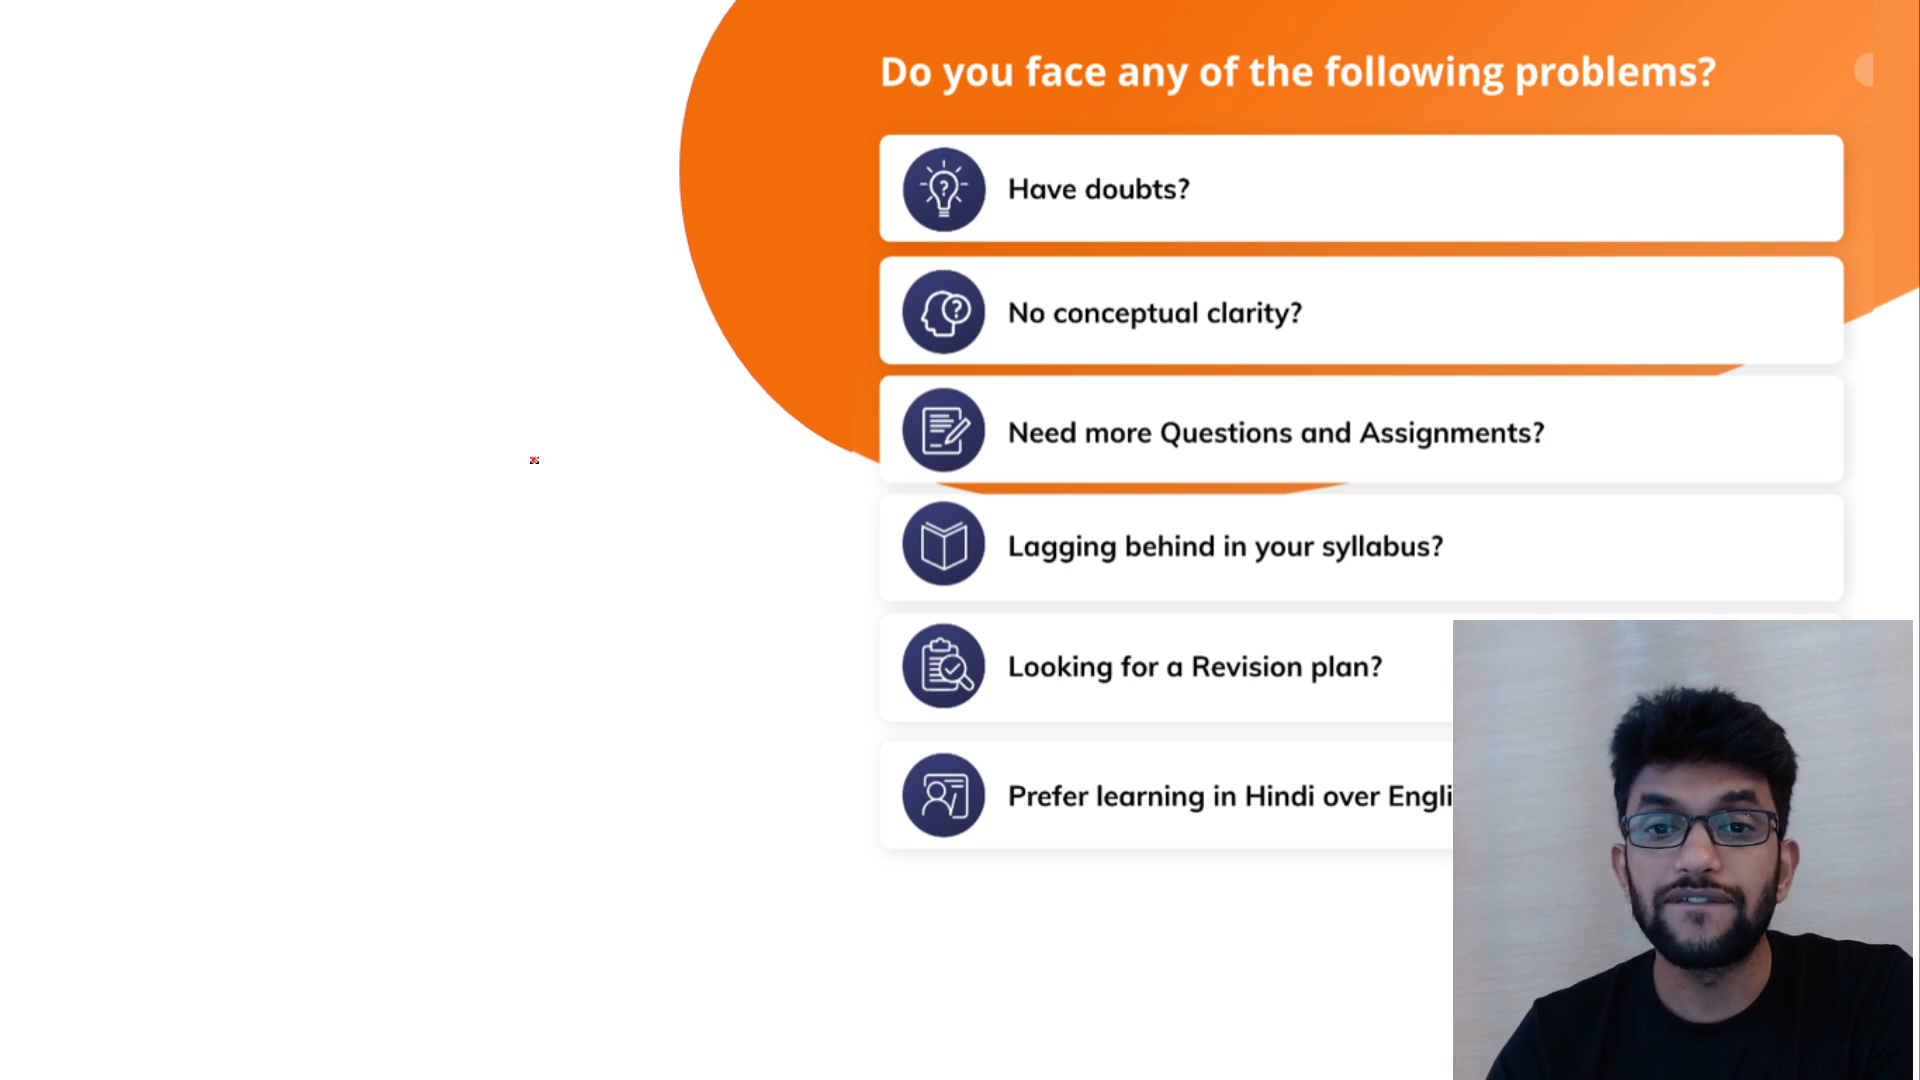 Do you face any of the following problems?
Have doubts?
No conceptual clarity?
Need more Questions and Assignments?
Lagging behind in your syllabus?
Looking for a Revision plan?
Prefer learning in Hindi over Engli